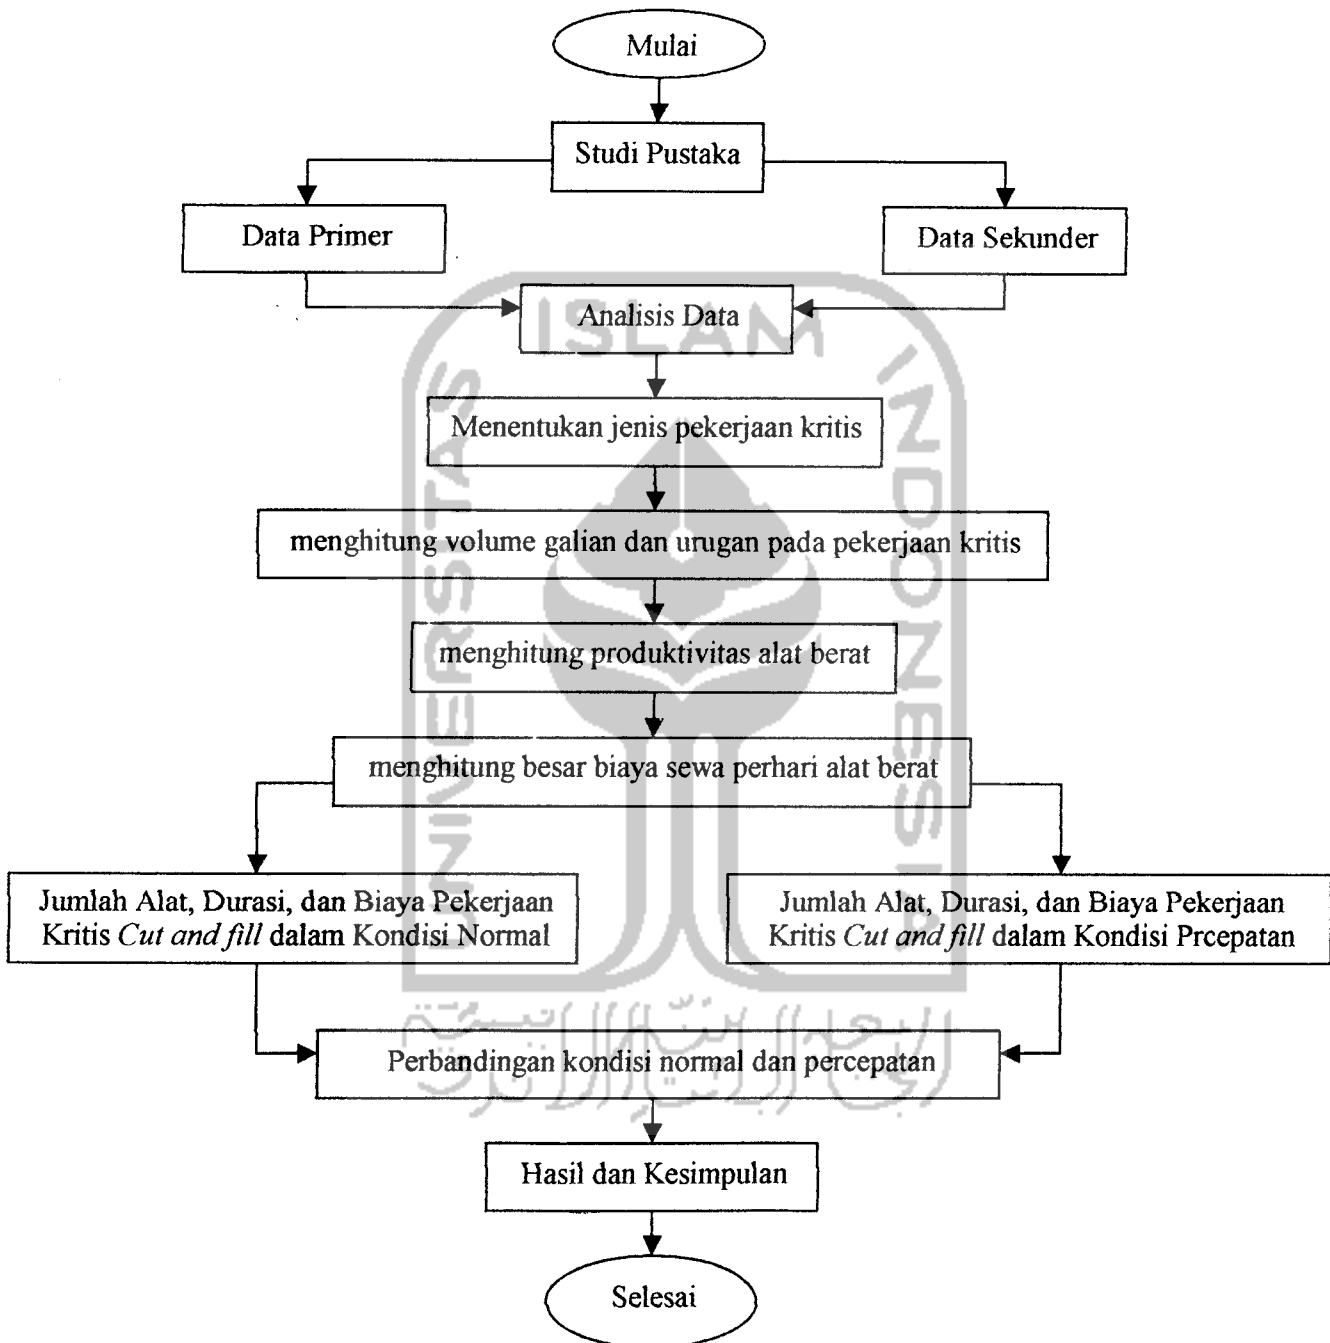 Mulai
Studi Pustaka
Data Primer
Data Sekunder
Analisis Data
Menentukan jenis pekerjaan kritis
menghitung volume galian dan urugan pada pekerjaan kritis
menghitung produktivitas alat berat
menghitung besar biaya sewa perhari alat berat
Jumlah Alat, Durasi, dan Biaya Pekerjaan
Kritis Cut and fill dalam Kondisi Normal
Jumlah Alat, Durasi, dan Biaya Pekerjaan
Kritis Cut and fill dalam Kondisi Prcepatan
Perbandingan kondisi normal dan percepatan
Hasil dan Kesimpulan
Selesai
UNIVERSITAS
ISLAM
INDONESIA